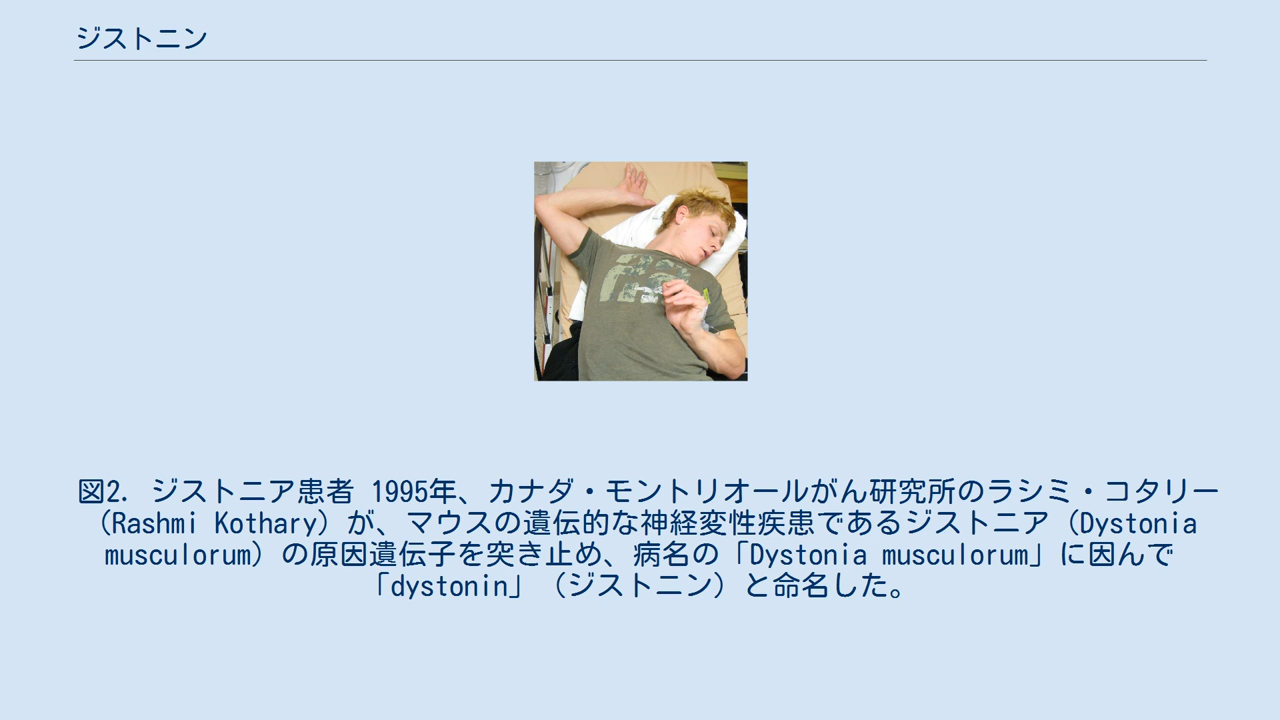 ジストニン
図2. ジストニア患者 1995年、カナダ・モントリオールがん研究所のラシミ・コタリー
（Rashmi Kothary）が、マウスの遺伝的な神経変性疾患であるジストニア（Dystonia
musculorum）の原因遺伝子を突き止め、病名の「Dystonia musculorum」に因んで
「dystonin」（ジストニン）と命名した。